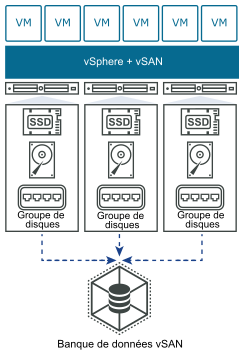 VM VM VM VM VM VM
vSphere + vSAN
SSD SSD SSD
Groupe de
disques
Groupe de
disques
Groupe de
disques
Banque de données vSAN